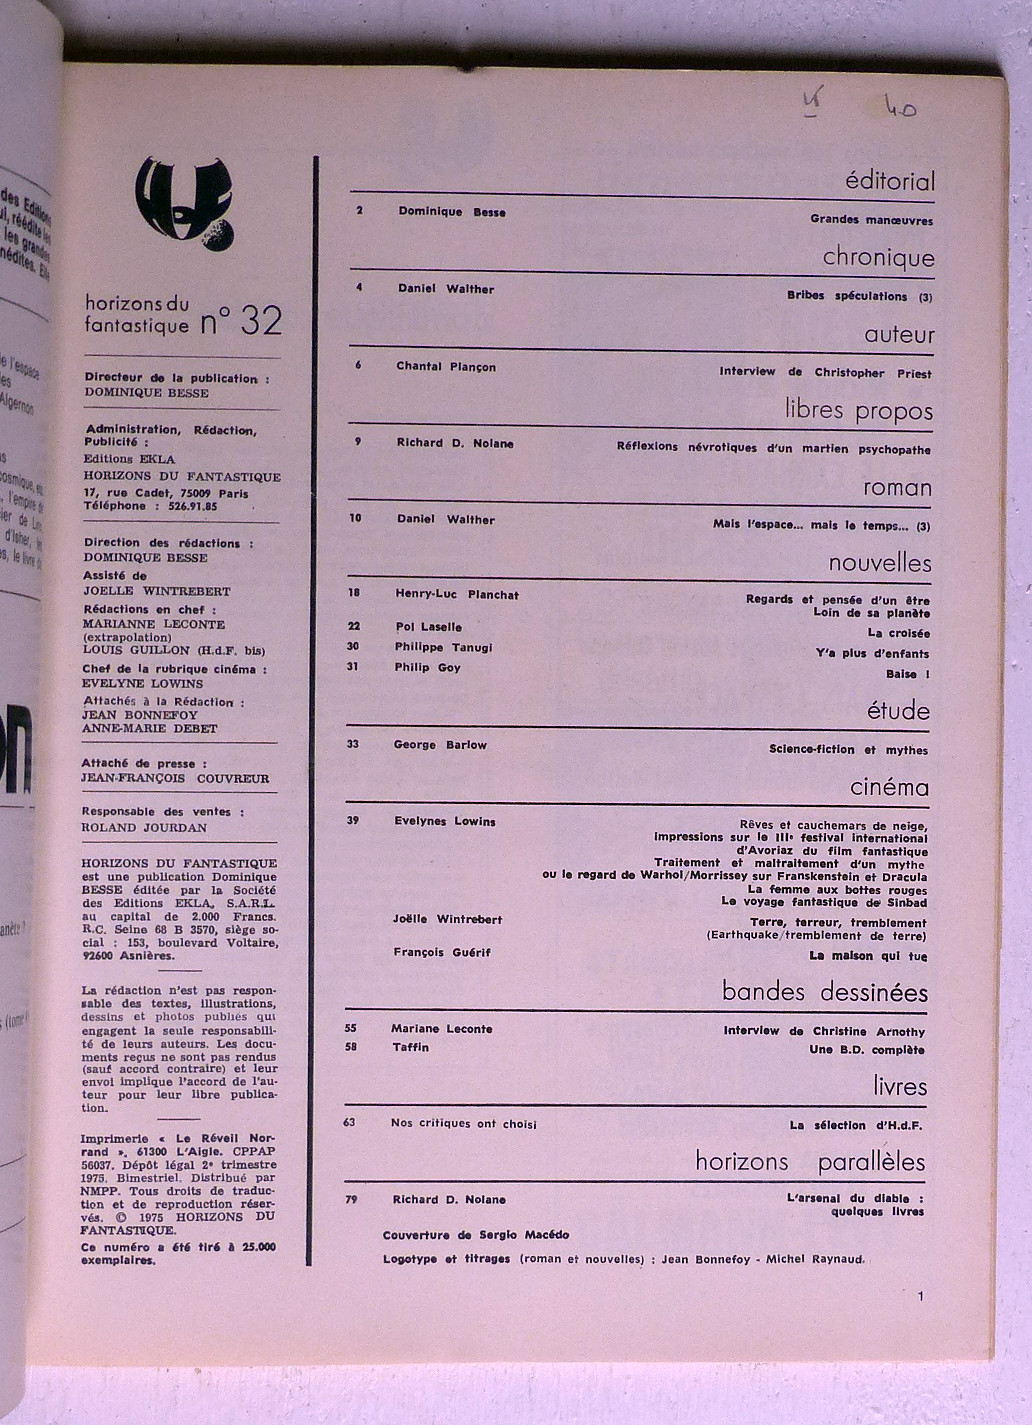 40
des Editions
les grandes
horizons du
fantastique n° 32
Directeur de la publication :
DOMINIQUE BESSE
Administration, Rédaction,
Publicité :
Editions EKLA
HORIZONS DU FANTASTIQUE
17, rue Cadet, 75009 Paris
Téléphone : 526.91.85
Direction des rédactions :
DOMINIQUE BESSE
Assisté de
JOELLE WINTREBERT
Rédactions en chef :
MARIANNE LECONTE
(extrapolation)
LOUIS GUILLON (H.d.F. bis)
Chef de la rubrique cinéma :
EVELYNE LOWINS
Attachés à la Rédaction :
JEAN BONNEFOY
ANNE-MARIE DEBET
Attaché de presse :
JEAN-FRANÇOIS COUVREUR
Responsable des ventes :
ROLAND JOURDAN
HORIZONS DU FANTASTIQUE
est une publication Dominique
BESSE éditée par la Société
des Editions EKLA, S.A.R.L.
au capital de 2.000 Francs.
R.C. Seine 68 B 3570, siège so-
cial : 153, boulevard Voltaire,
92600 Asnières.
La rédaction n'est pas respon-
sable des textes, illustrations,
dessins et photos publiés qui
engagent la seule responsabili-
té de leurs auteurs. Les docu-
ments reçus ne sont pas rendus
(sauf accord contraire) et leur
envoi implique l'accord de l'au-
teur pour leur libre publica-
tion.
Imprimerie « Le Réveil Nor-
rand », 61300 L'Aigle. CPPAP
56037. Dépôt légal 2e trimestre
1975. Bimestriel. Distribué par
NMPP. Tous droits de traduc-
tion et de reproduction réser-
vés. © 1975 HORIZONS DU
FANTASTIQUE.
Ce numéro a été tiré à 25.000
exemplaires.
éditorial
2 Dominique Besse Grandes manœuvres
chronique
4 Daniel Walther Bribes spéculations (3)
auteur
6 Chantal Plançon Interview de Christopher Priest
libres propos
9 Richard D. Nolane Réflexions névrotiques d'un martien psychopathe
roman
10 Daniel Walther Mais l'espace... mais le temps... (3)
nouvelles
18 Henry-Luc Planchat Regards et pensée d'un être
Loin de sa planète
22 Pol Laselle La croisée
30 Philippe Tanugi Y'a plus d'enfants
31 Philip Goy Baise !
étude
33 George Barlow Science-fiction et mythes
cinéma
39 Evelynes Lowins Rêves et cauchemars de neige,
Impressions sur le IIIe festival international
d'Avoriaz du film fantastique
Traitement et maltraitement d'un mythe
ou le regard de Warhol/Morrissey sur Franskenstein et Dracula
La femme aux bottes rouges
Le voyage fantastique de Sinbad
Joëlle Wintrebert Terre, terreur, tremblement
(Earthquake/tremblement de terre)
François Guérif La maison qui tue
bandes dessinées
55 Mariane Leconte Interview de Christine Arnothy
58 Taffin Une B.D. complète
livres
63 Nos critiques ont choisi La sélection d'H.d.F.
horizons parallèles
79 Richard D. Nolane L'arsenal du diable :
quelques livres
Couverture de Sergio Macédo
Logotype et titrages (roman et nouvelles) : Jean Bonnefoy - Michel Raynaud.
1